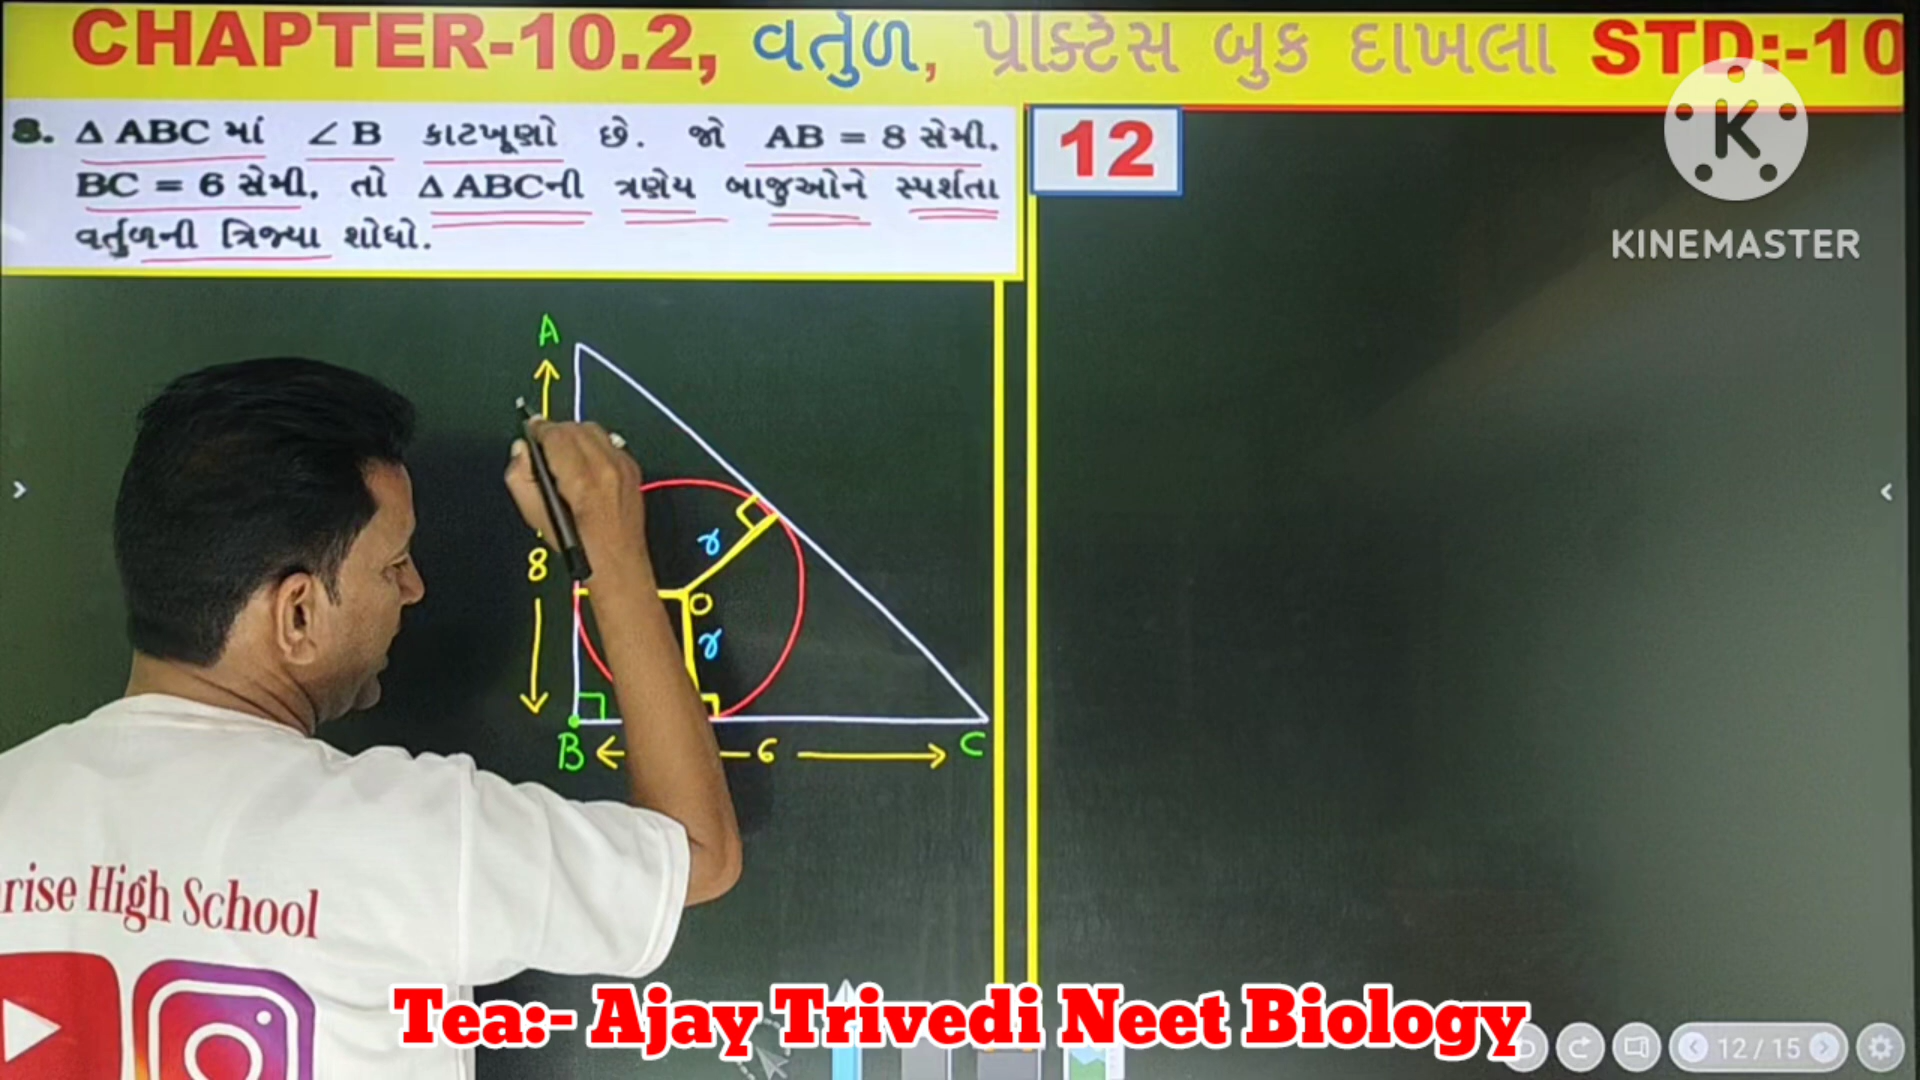 CHAPTER-10.2, વર્તુળ, પ્રેક્ટિસ બુક દાખલા STD:-10
8. Δ ABC માં ∠ B કાટખૂણો છે. જો AB = 8 સેમી.
BC = 6 સેમી, તો Δ ABCની ત્રણેય બાજુઓને સ્પર્શતા
વર્તુળની ત્રિજ્યા શોધો.
12
K
KINEMASTER
A
8
r
O
r
B
6
C
rise High School
Tea:- Ajay Trivedi Neet Biology
12 / 15